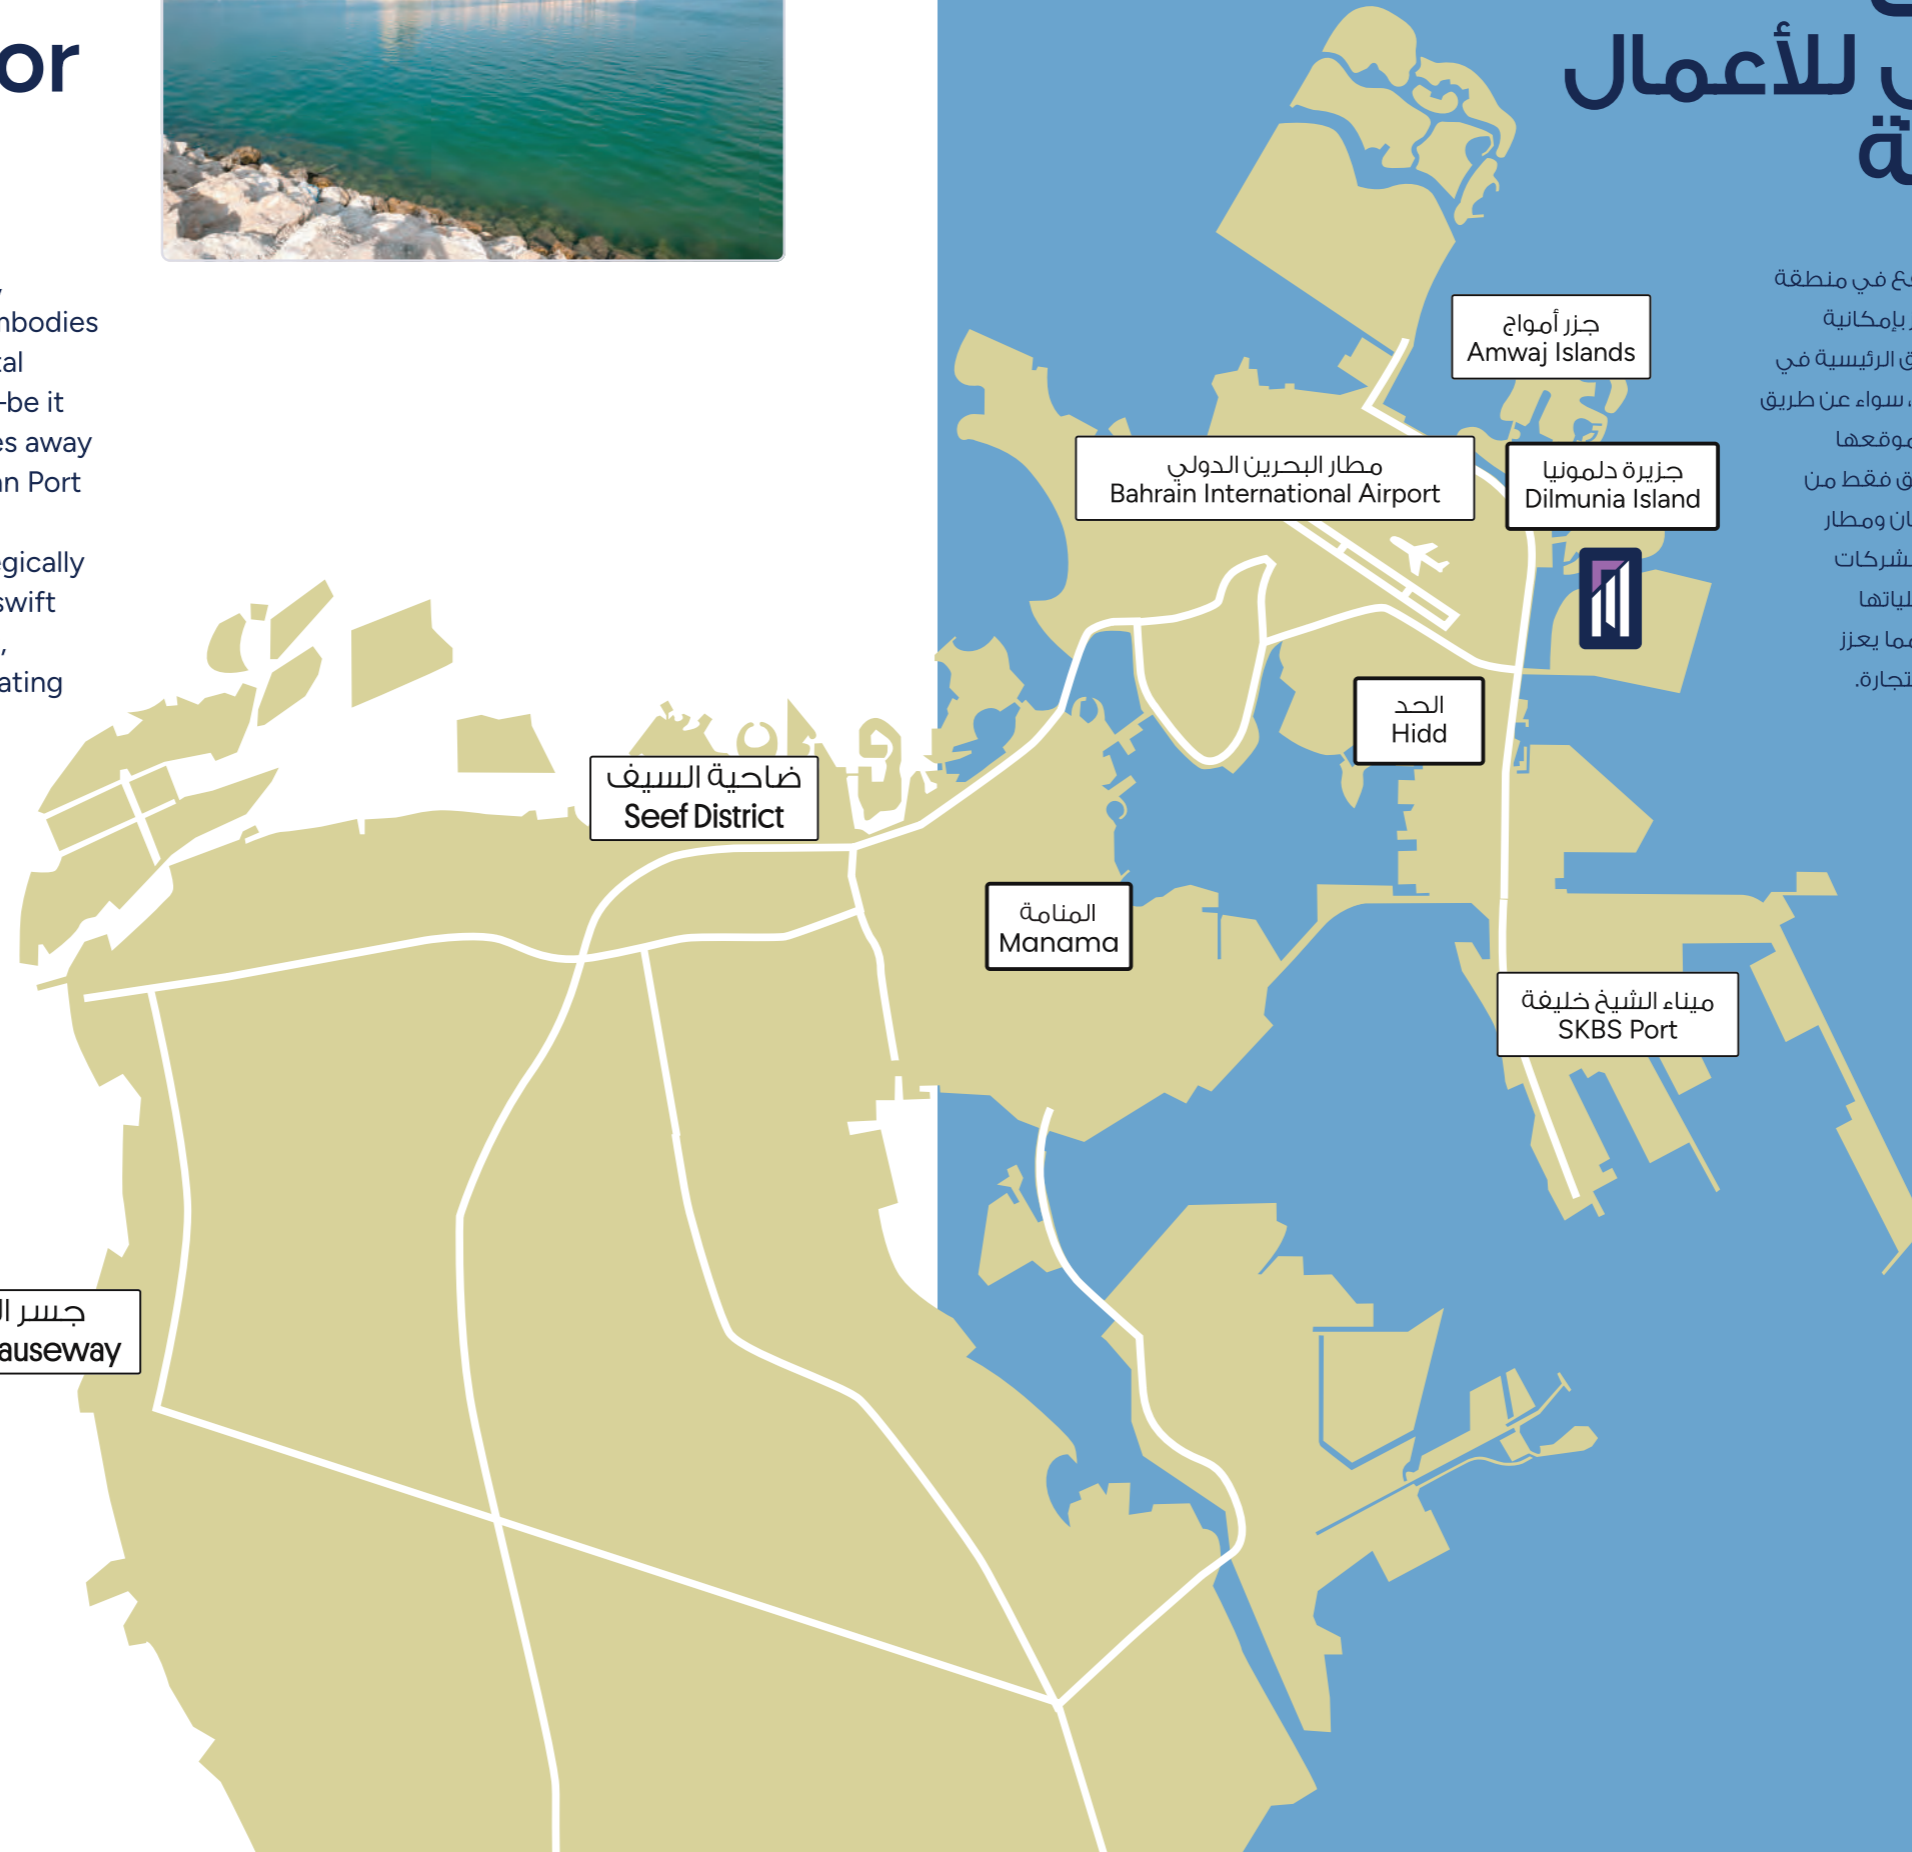 or
mbodies
tal
be it
es away
an Port
gically
swift
ating
للأعمال
ة
ع في منطقة
بإمكانية
ق الرئيسية في
، سواء عن طريق
موقعها
ق فقط من
ان ومطار
شركات
لياتها
مما يعزز
تجارة.
جزر أمواج
Amwaj Islands
مطار البحرين الدولي
Bahrain International Airport
جزيرة دلمونيا
Dilmunia Island
الحد
Hidd
ضاحية السيف
Seef District
المنامة
Manama
ميناء الشيخ خليفة
SKBS Port
جسر ال
auseway